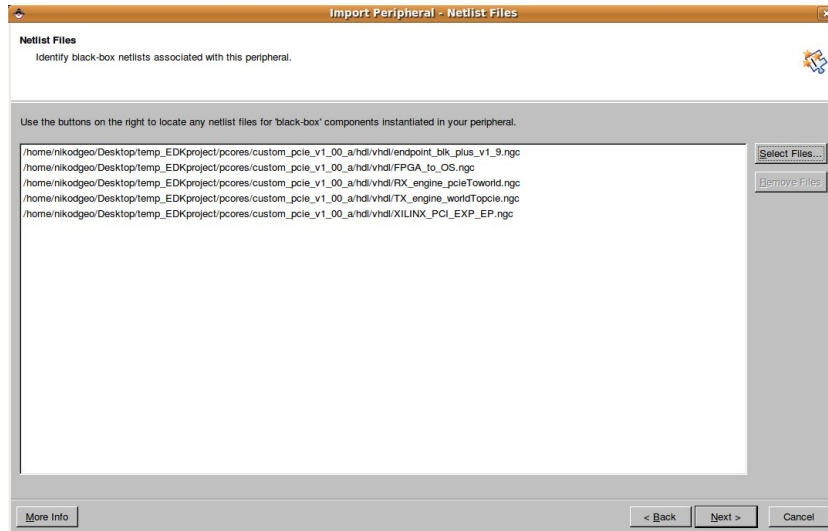 Import Peripheral - Netlist Files
Netlist Files
Identify black-box netlists associated with this peripheral.
Use the buttons on the right to locate any netlist files for 'black-box' components instantiated in your peripheral.
/home/nikodgeo/Desktop/temp_EDKproject/pcores/custom_pcie_v1_00_a/hdl/vhdl/endpoint_blk_plus_v1_9.ngc
/home/nikodgeo/Desktop/temp_EDKproject/pcores/custom_pcie_v1_00_a/hdl/vhdl/FPGA_to_OS.ngc
/home/nikodgeo/Desktop/temp_EDKproject/pcores/custom_pcie_v1_00_a/hdl/vhdl/RX_engine_pcieToworld.ngc
/home/nikodgeo/Desktop/temp_EDKproject/pcores/custom_pcie_v1_00_a/hdl/vhdl/TX_engine_worldTopcie.ngc
/home/nikodgeo/Desktop/temp_EDKproject/pcores/custom_pcie_v1_00_a/hdl/vhdl/XILINX_PCI_EXP_EP.ngc
Select Files...
Remove Files
More Info
< Back
Next >
Cancel